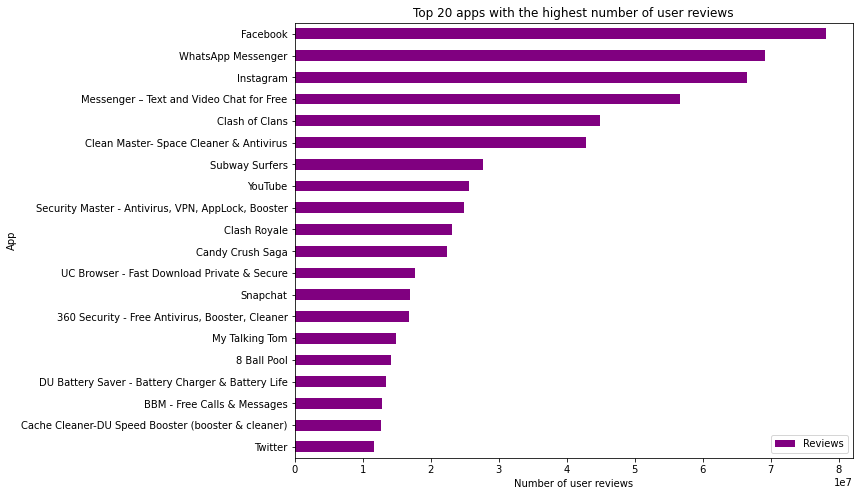 Top 20 apps with the highest number of user reviews
Facebook
WhatsApp Messenger
Instagram
Messenger – Text and Video Chat for Free
Clash of Clans
Clean Master- Space Cleaner & Antivirus
Subway Surfers
YouTube
Security Master - Antivirus, VPN, AppLock, Booster
Clash Royale
Candy Crush Saga
UC Browser - Fast Download Private & Secure
Snapchat
360 Security - Free Antivirus, Booster, Cleaner
My Talking Tom
8 Ball Pool
DU Battery Saver - Battery Charger & Battery Life
BBM - Free Calls & Messages
Cache Cleaner-DU Speed Booster (booster & cleaner)
Twitter
App
Reviews
0 1 2 3 4 5 6 7 8
1e7
Number of user reviews